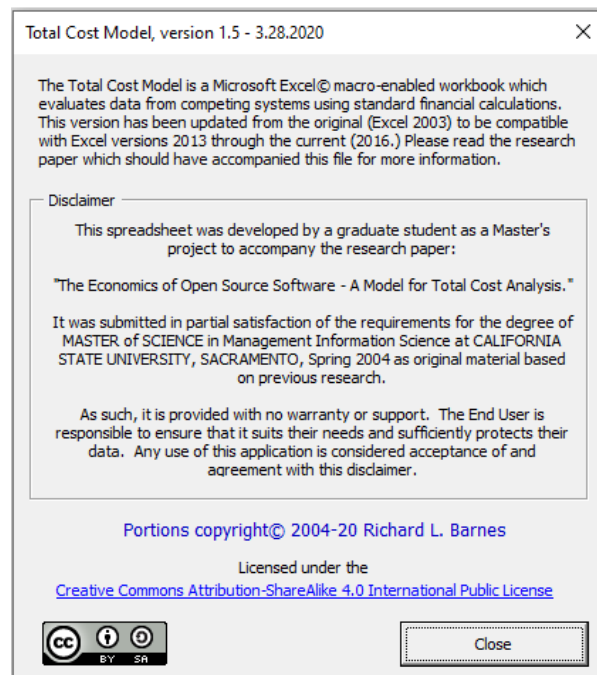 Total Cost Model, version 1.5 - 3.28.2020
The Total Cost Model is a Microsoft Excel© macro-enabled workbook which
evaluates data from competing systems using standard financial calculations.
This version has been updated from the original (Excel 2003) to be compatible
with Excel versions 2013 through the current (2016.) Please read the research
paper which should have accompanied this file for more information.
Disclaimer
This spreadsheet was developed by a graduate student as a Master's
project to accompany the research paper:
"The Economics of Open Source Software - A Model for Total Cost Analysis."
It was submitted in partial satisfaction of the requirements for the degree of
MASTER of SCIENCE in Management Information Science at CALIFORNIA
STATE UNIVERSITY, SACRAMENTO, Spring 2004 as original material based
on previous research.
As such, it is provided with no warranty or support. The End User is
responsible to ensure that it suits their needs and sufficiently protects their
data. Any use of this application is considered acceptance of and
agreement with this disclaimer.
Portions copyright© 2004-20 Richard L. Barnes
Licensed under the
Creative Commons Attribution-ShareAlike 4.0 International Public License
cc
BY SA
Close